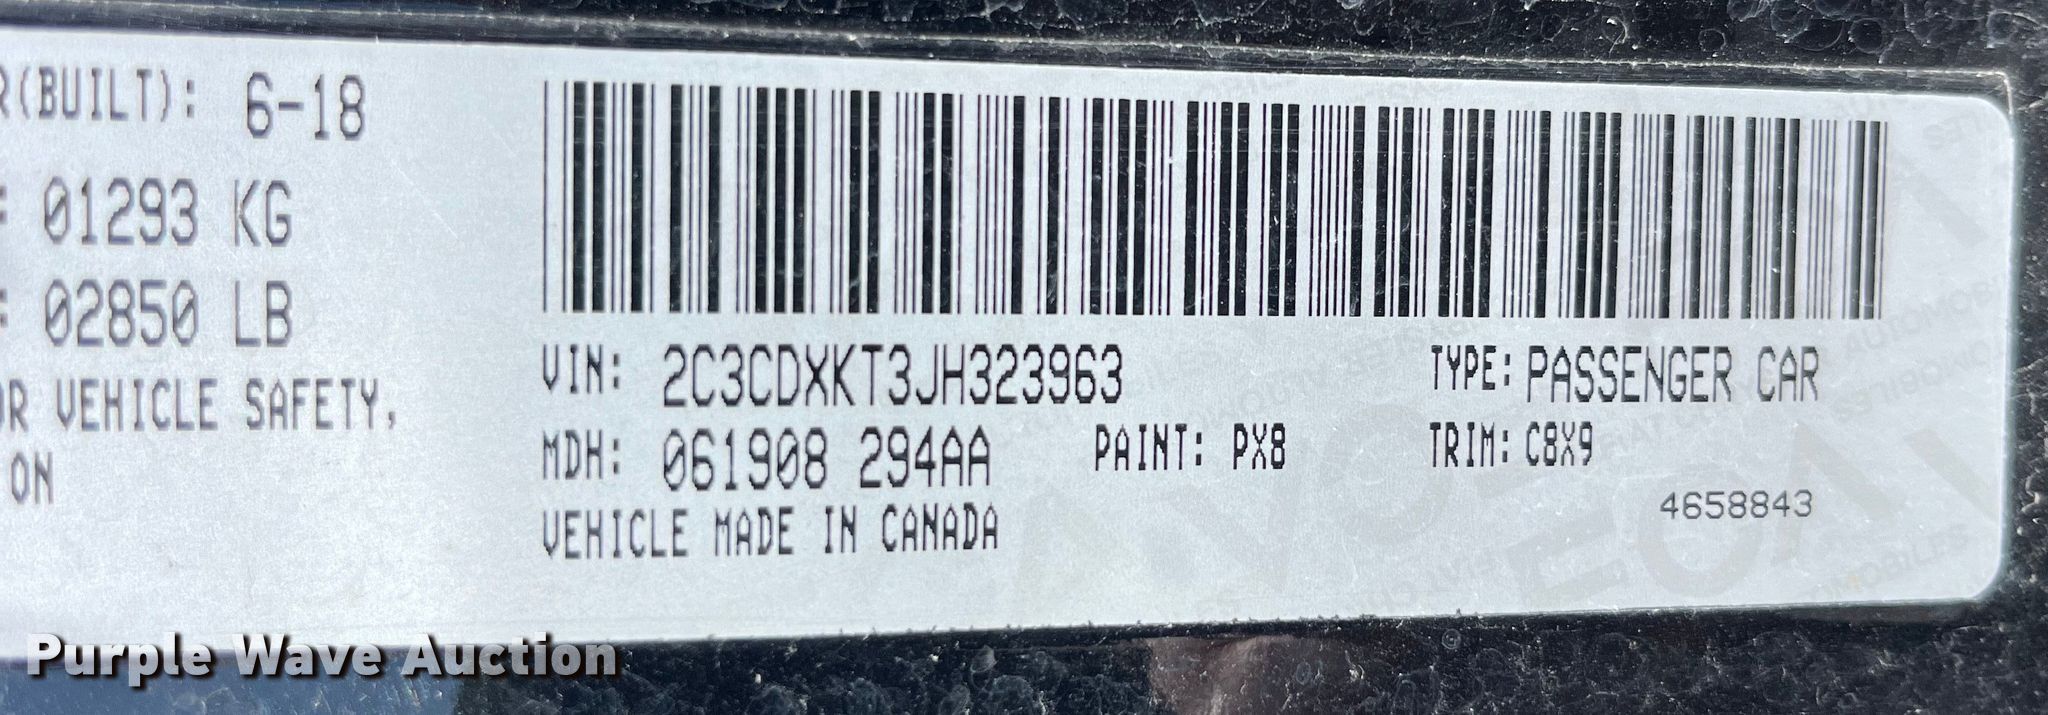 R(BUILT): 6-18
: 01293 KG
: 02850 LB
OR VEHICLE SAFETY,
ON
VIN: 2C3CDXKT3JH323963
TYPE: PASSENGER CAR
MDH: 061908 294AA
PAINT: PX8
TRIM: C8X9
4658843
VEHICLE MADE IN CANADA
Purple Wave Auction